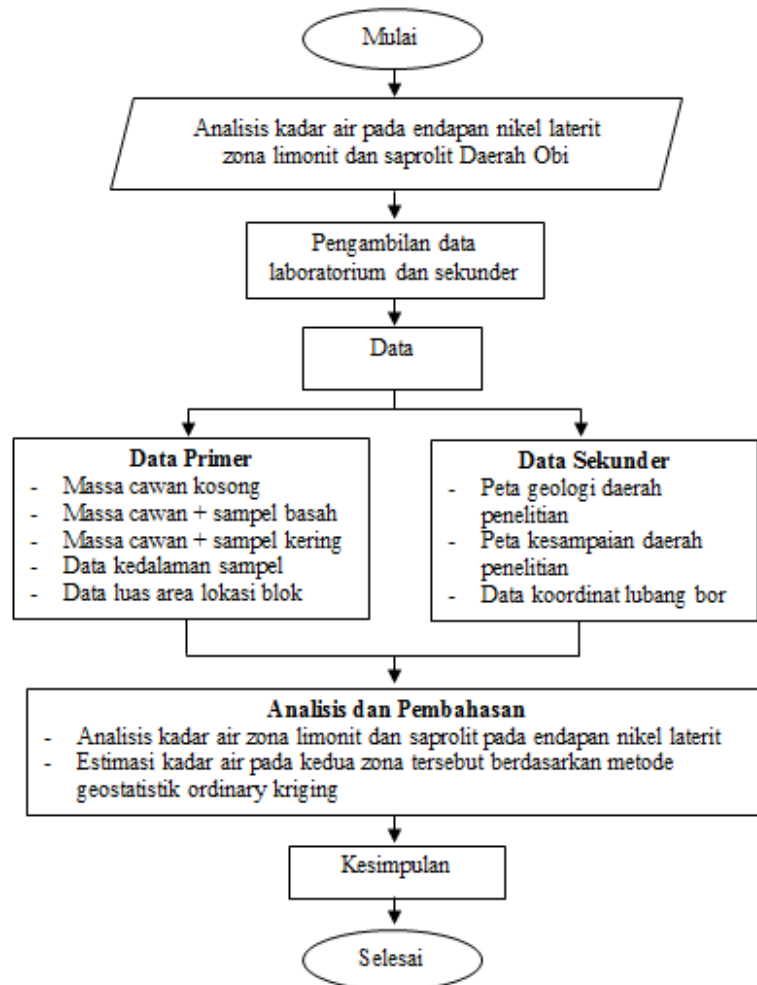 Mulai
Analisis kadar air pada endapan nikel laterit
zona limonit dan saprolit Daerah Obi
Pengambilan data
laboratorium dan sekunder
Data
Data Primer
- Massa cawan kosong
- Massa cawan + sampel basah
- Massa cawan + sampel kering
- Data kedalaman sampel
- Data luas area lokasi blok
Data Sekunder
- Peta geologi daerah
penelitian
- Peta kesampaian daerah
penelitian
- Data koordinat lubang bor
Analisis dan Pembahasan
- Analisis kadar air zona limonit dan saprolit pada endapan nikel laterit
- Estimasi kadar air pada kedua zona tersebut berdasarkan metode
geostatistik ordinary kriging
Kesimpulan
Selesai